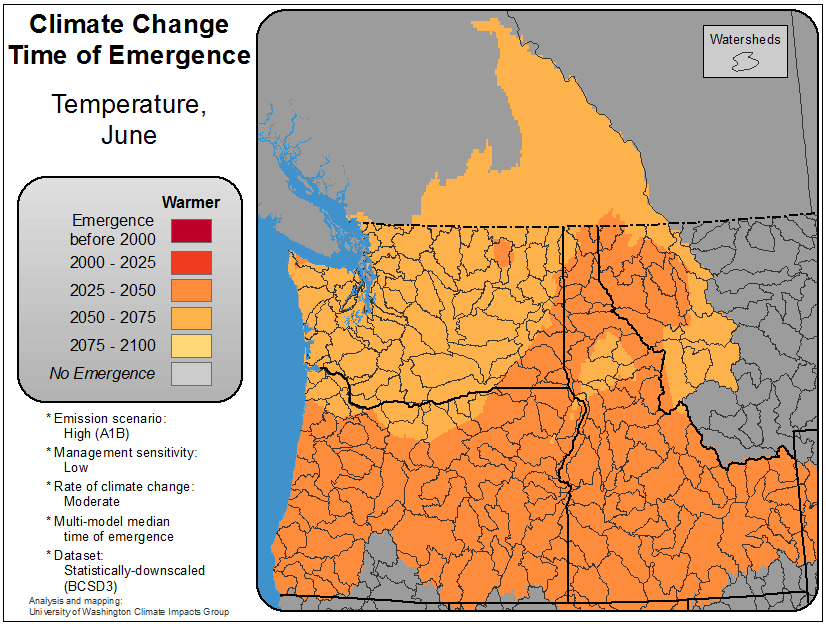 Climate Change
Time of Emergence
Temperature,
June
Warmer
Emergence
before 2000
2000 - 2025
2025 - 2050
2050 - 2075
2075 - 2100
No Emergence
* Emission scenario:
High (A1B)
* Management sensitivity:
Low
* Rate of climate change:
Moderate
* Multi-model median
time of emergence
* Dataset:
Statistically-downscaled
(BCSD3)
Analysis and mapping:
University of Washington Climate Impacts Group
Watersheds